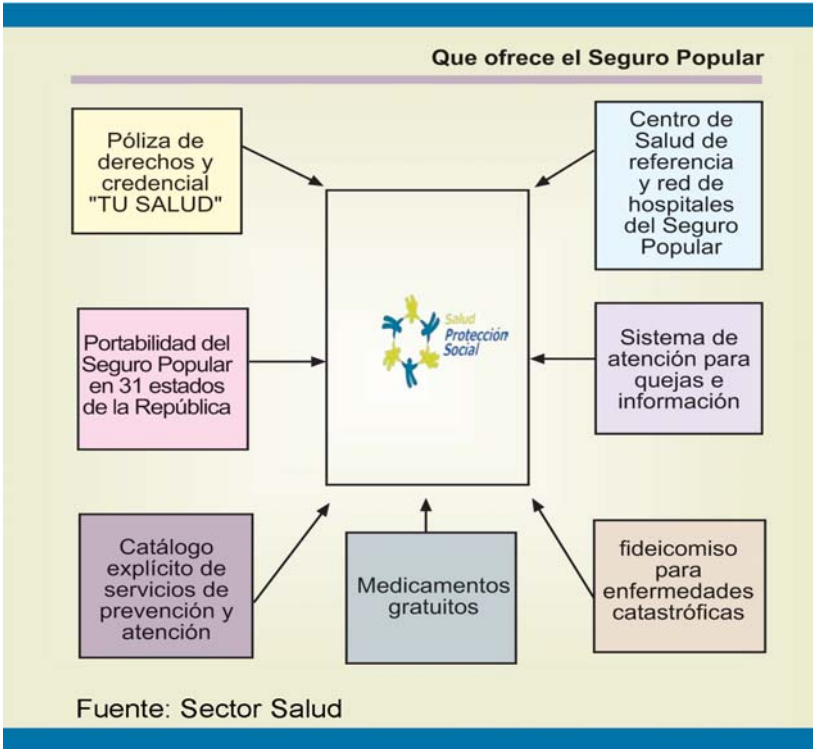 Que ofrece el Seguro Popular
Póliza de
derechos y
credencial
"TU SALUD"
Centro de
Salud de
referencia
y red de
hospitales
del Seguro
Popular
Salud
Protección
Social
Portabilidad del
Seguro Popular
en 31 estados
de la República
Sistema de
atención para
quejas e
información
Catálogo
explícito de
servicios de
prevención y
atención
Medicamentos
gratuitos
fideicomiso
para
enfermedades
catastróficas
Fuente: Sector Salud